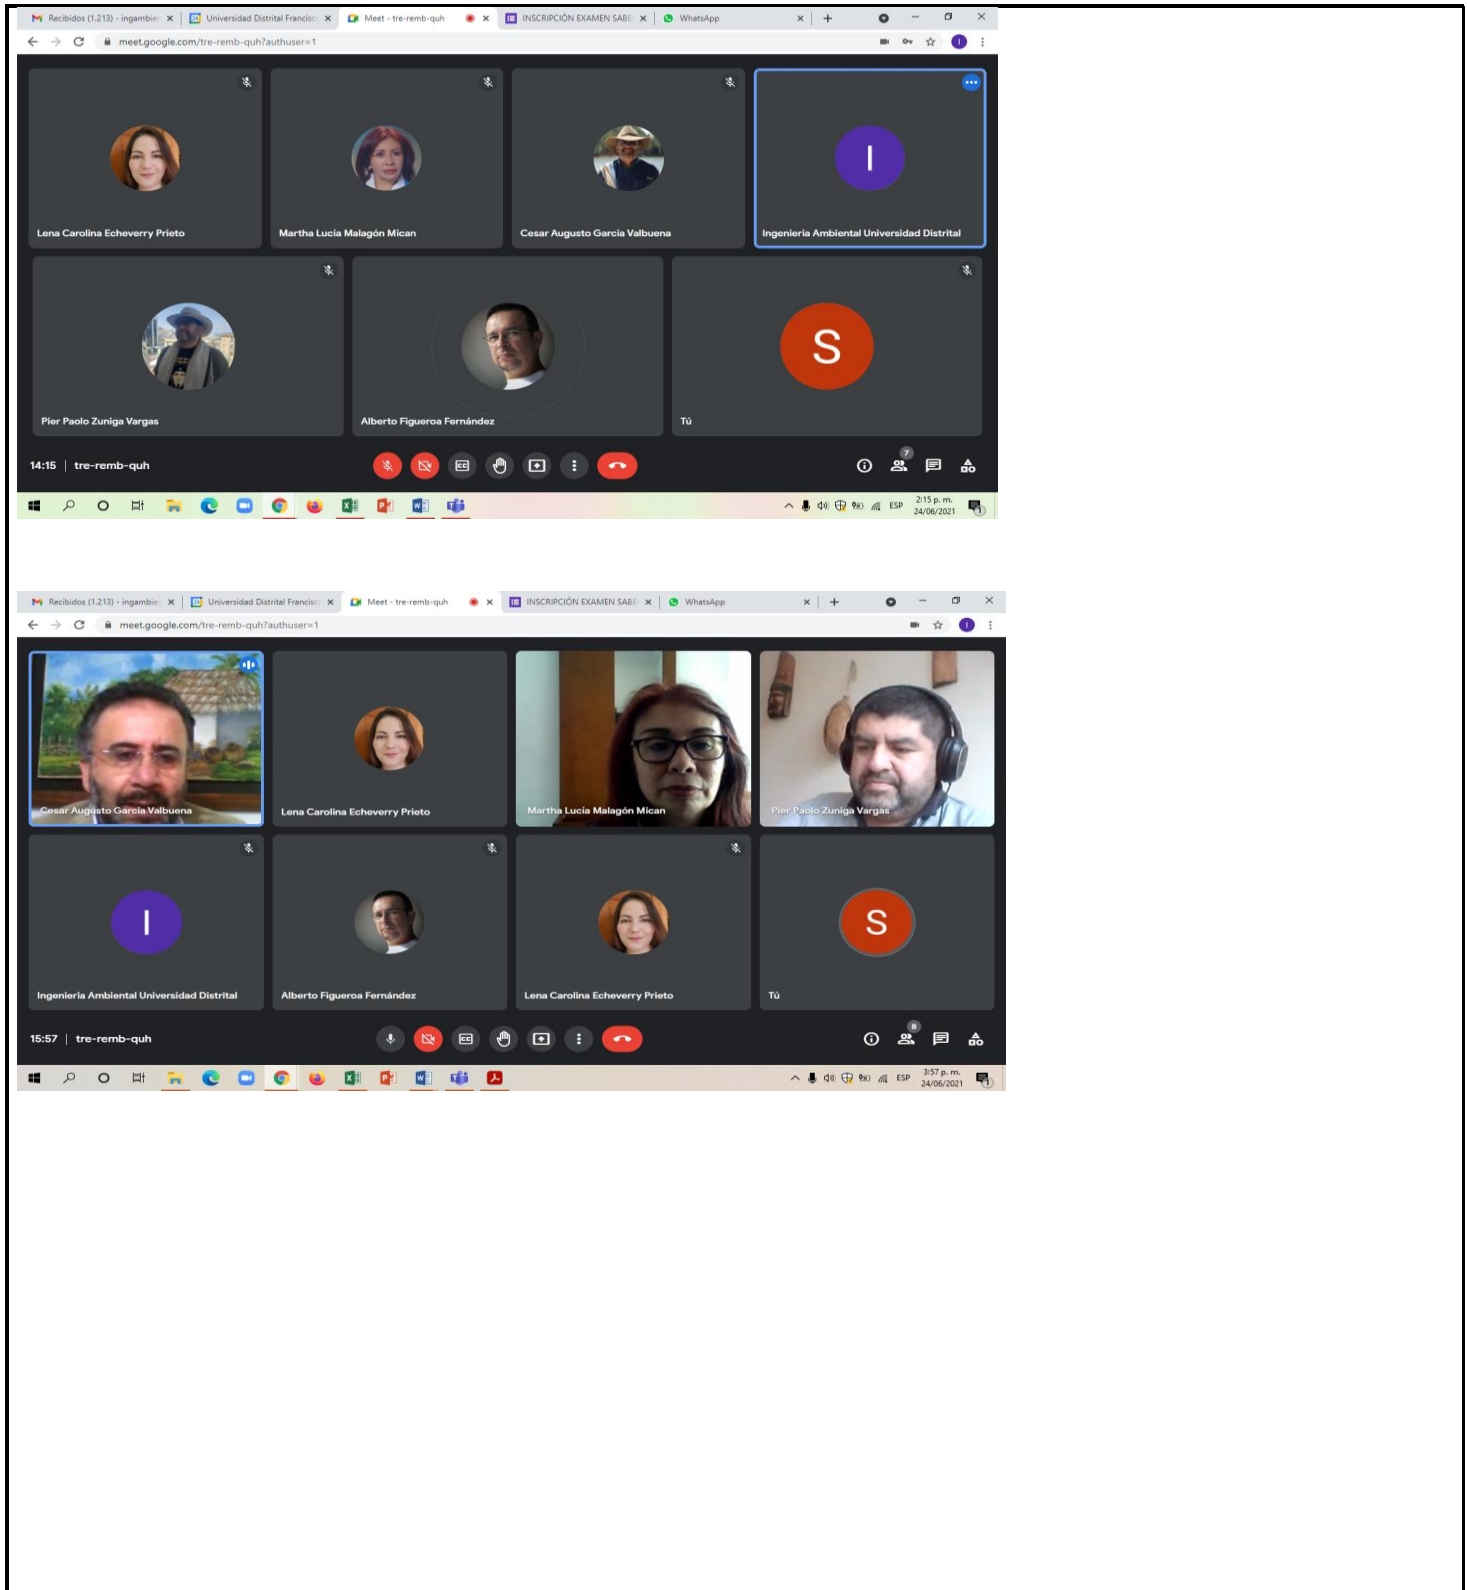 Recibidos (1.213) - ingambie Universidad Distrital Francisc Meet - tre-remb-quh INSCRIPCIÓN EXAMEN SABE WhatsApp
meet.google.com/tre-remb-quh?authuser=1
Lena Carolina Echeverry Prieto Martha Lucía Malagón Mican Cesar Augusto Garcia Valbuena Ingenieria Ambiental Universidad Distrital
I
S
Pier Paolo Zuniga Vargas Alberto Figueroa Fernández Tú
14:15 | tre-remb-quh 7
ESP 2:15 p. m.
24/06/2021
Recibidos (1.213) - ingambie Universidad Distrital Francisc Meet - tre-remb-quh INSCRIPCIÓN EXAMEN SABE WhatsApp
meet.google.com/tre-remb-quh?authuser=1
Cesar Augusto Garcia Valbuena Lena Carolina Echeverry Prieto Martha Lucía Malagón Mican Pier Paolo Zuniga Vargas
I
S
Ingenieria Ambiental Universidad Distrital Alberto Figueroa Fernández Lena Carolina Echeverry Prieto Tú
15:57 | tre-remb-quh 8
ESP 3:57 p. m.
24/06/2021